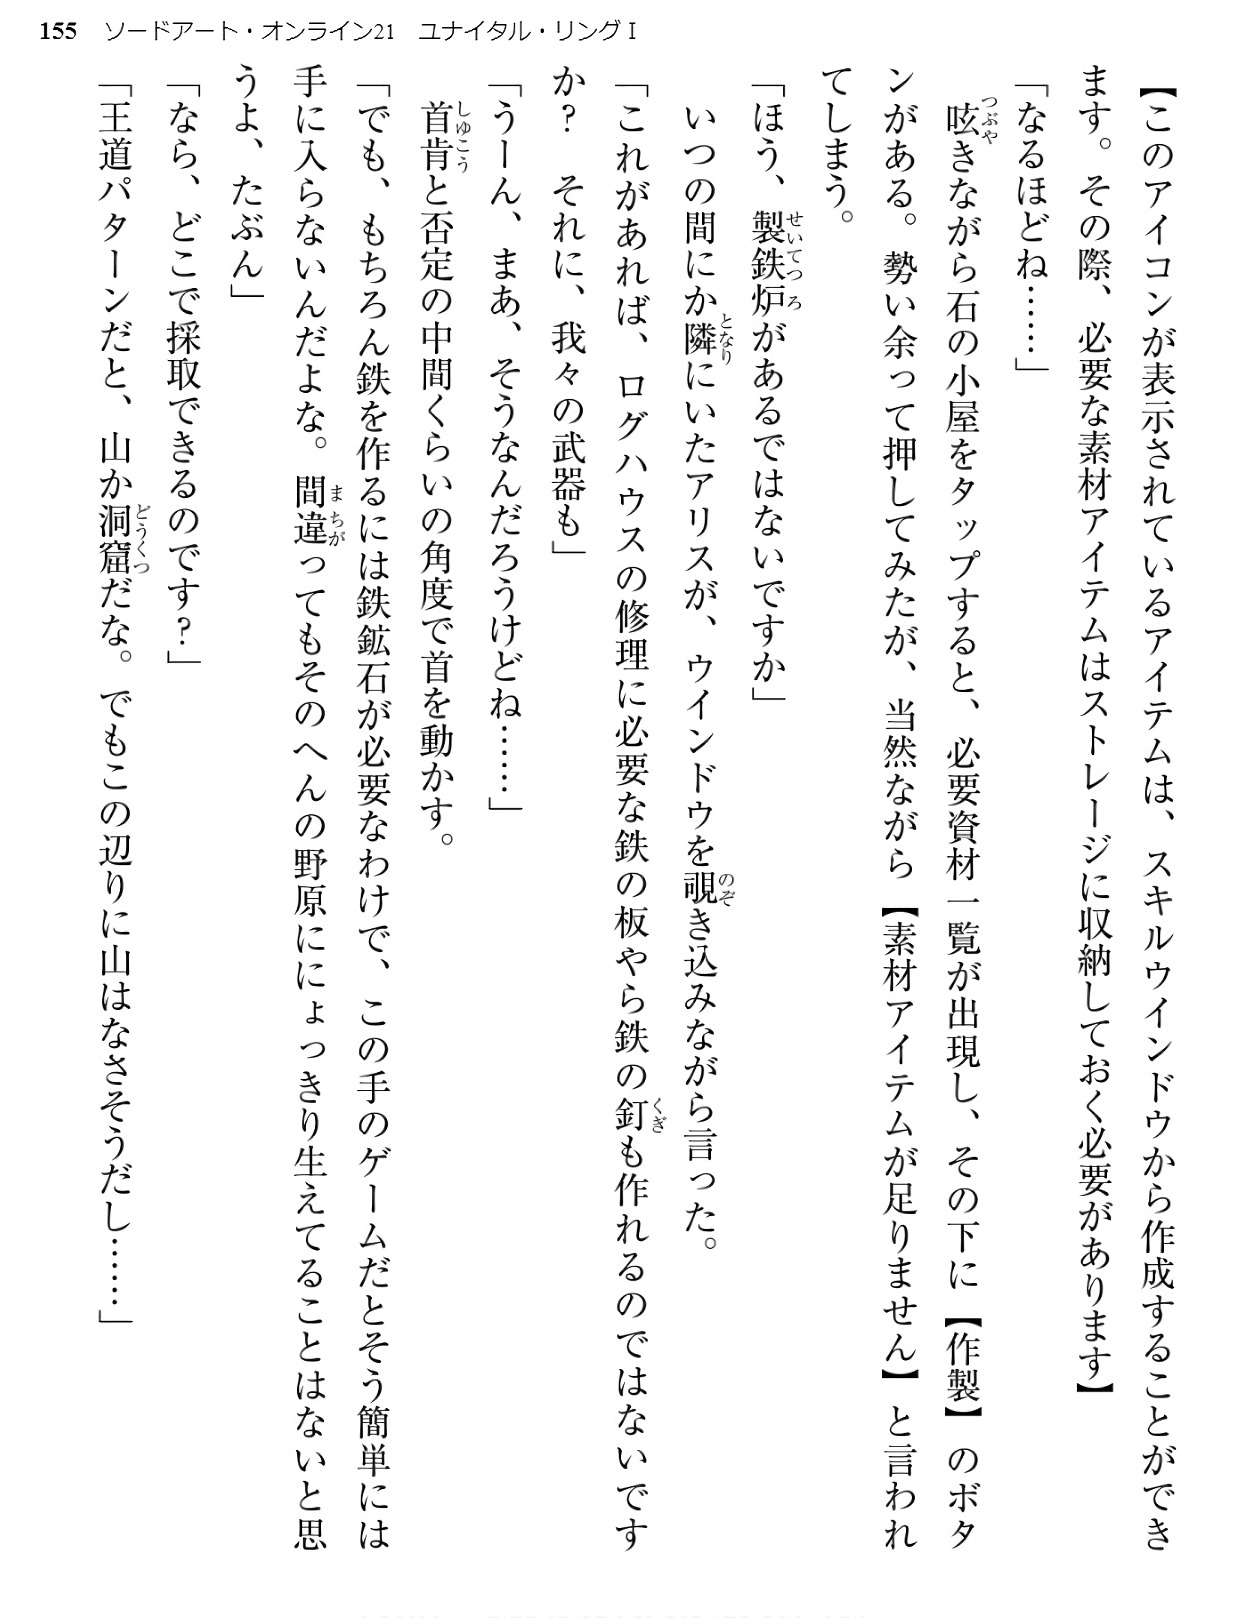 155 ソードアート・オンライン21 ユナイタル・リングⅠ
【このアイコンが表示されているアイテムは、スキルウインドウから作成することができ
ます。その際、必要な素材アイテムはストレージに収納しておく必要があります】
「なるほどね……」
　呟きながら石の小屋をタップすると、必要資材一覧が出現し、その下に【作製】のボタ
ンがある。勢い余って押してみたが、当然ながら【素材アイテムが足りません】と言われ
てしまう。
「ほう、製鉄炉があるではないですか」
　いつの間にか隣にいたアリスが、ウインドウを覗き込みながら言った。
「これがあれば、ログハウスの修理に必要な鉄の板やら鉄の釘も作れるのではないです
か？　それに、我々の武器も」
「うーん、まあ、そうなんだろうけどね……」
　首肯と否定の中間くらいの角度で首を動かす。
「でも、もちろん鉄を作るには鉄鉱石が必要なわけで、この手のゲームだとそう簡単には
手に入らないんだよな。間違ってもそのへんの野原ににょっきり生えてることはないと思
うよ、たぶん」
「なら、どこで採取できるのです？」
「王道パターンだと、山か洞窟だな。でもこの辺りに山はなさそうだし……」